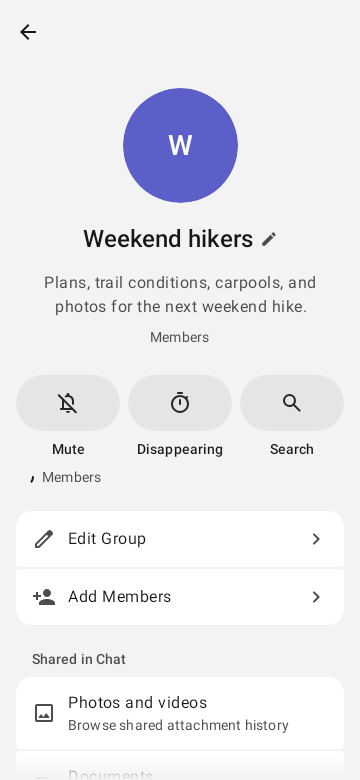 W
Weekend hikers
Plans, trail conditions, carpools, and
photos for the next weekend hike.
Members
Mute
Disappearing
Search
Members
Edit Group
Add Members
Shared in Chat
Photos and videos
Browse shared attachment history
Documents